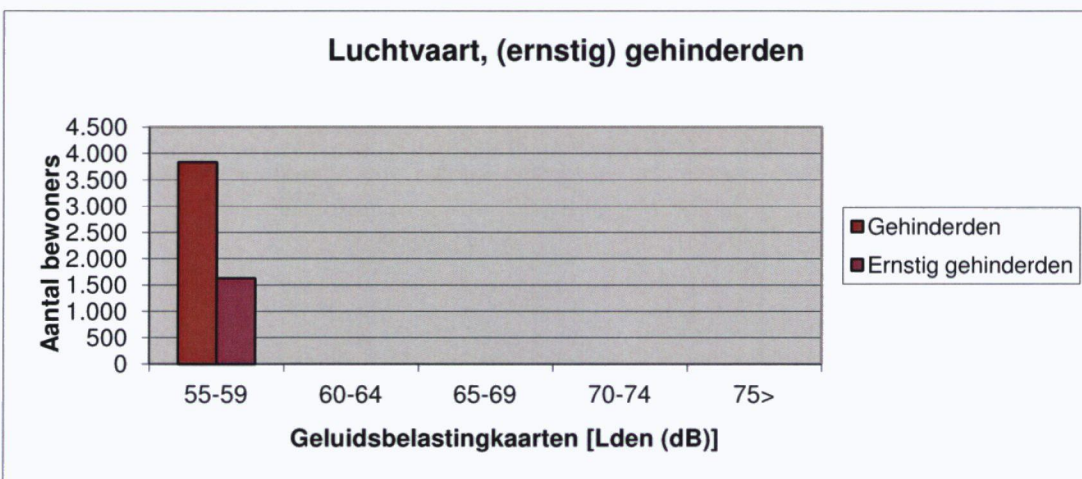 Luchtvaart, (ernstig) gehinderden
Aantal bewoners
4.500
4.000
3.500
3.000
2.500
2.000
1.500
1.000
500
0
55-59 60-64 65-69 70-74 75>
Geluidsbelastingkaarten [Lden (dB)]
Gehinderden
Ernstig gehinderden